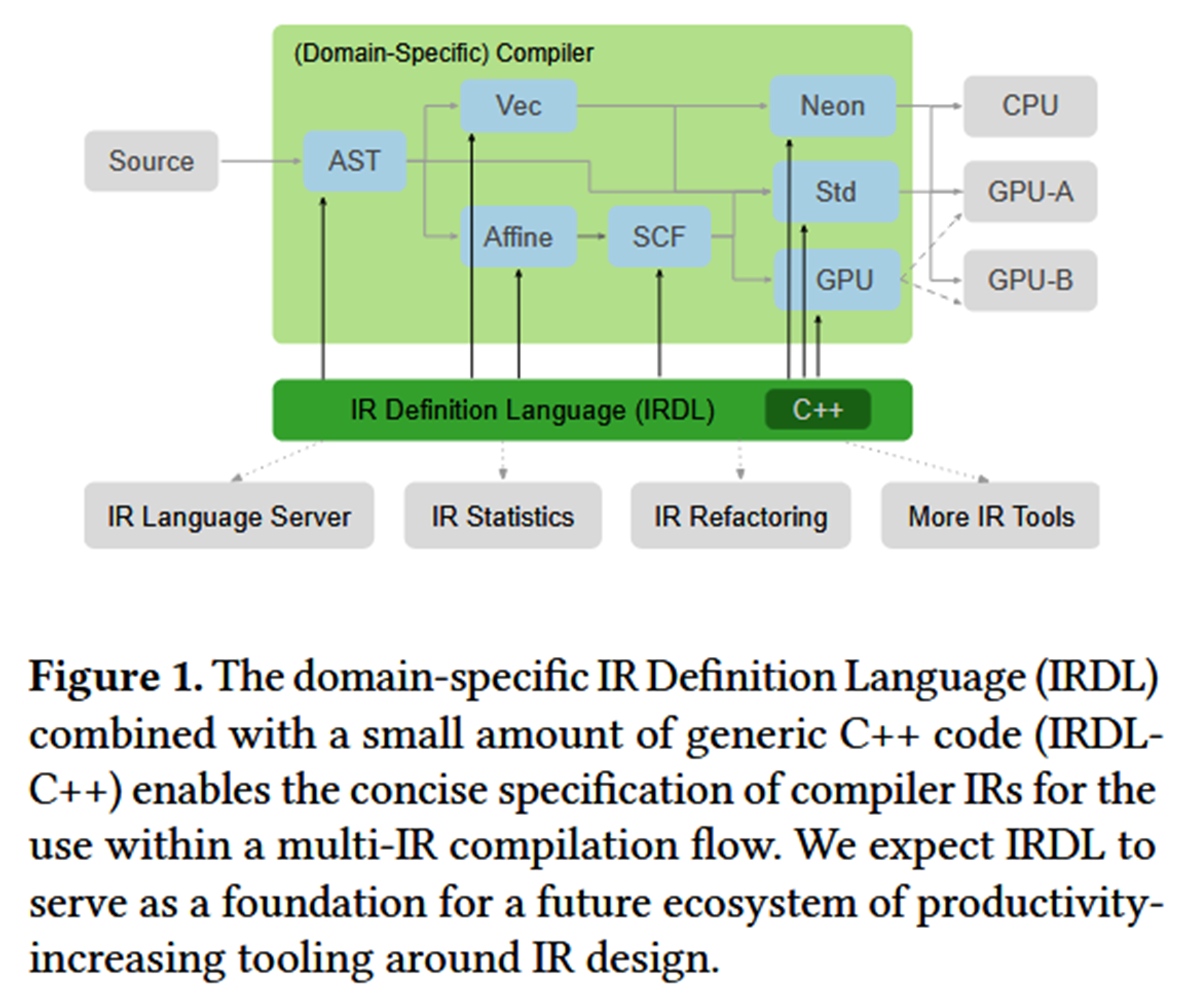 (Domain-Specific) Compiler
Vec
Neon
CPU
Source
AST
Std
GPU-A
Affine
SCF
GPU
GPU-B
IR Definition Language (IRDL)
C++
IR Language Server
IR Statistics
IR Refactoring
More IR Tools
Figure 1. The domain-specific IR Definition Language (IRDL)
combined with a small amount of generic C++ code (IRDL-
C++) enables the concise specification of compiler IRs for the
use within a multi-IR compilation flow. We expect IRDL to
serve as a foundation for a future ecosystem of productivity-
increasing tooling around IR design.